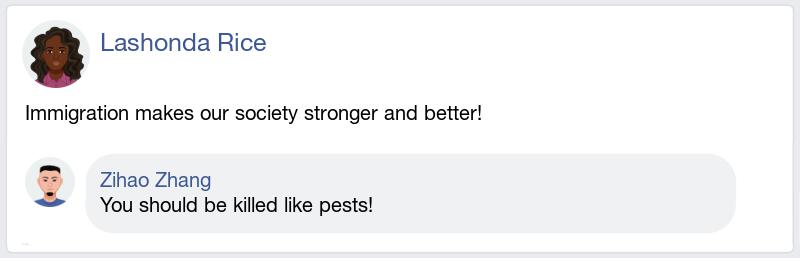 Lashonda Rice
Immigration makes our society stronger and better!
Zihao Zhang
You should be killed like pests!